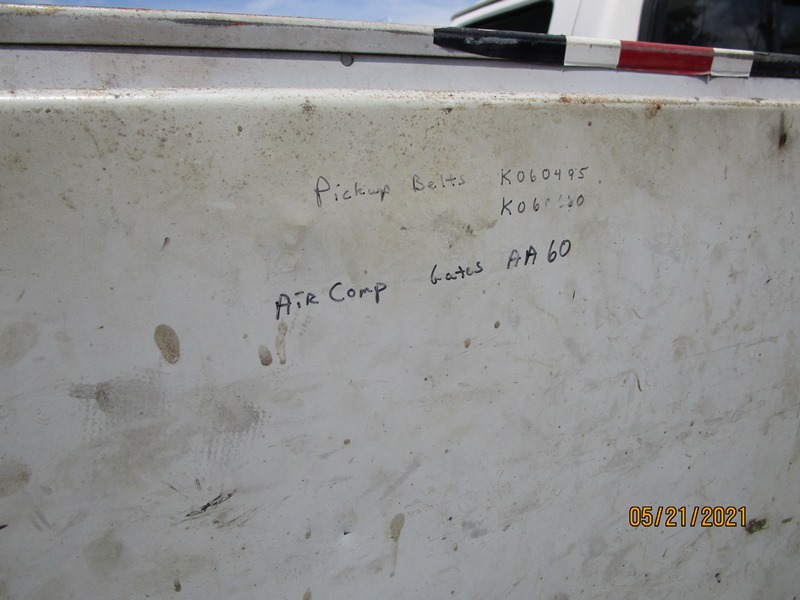 Pickup Belts K060495
AiR Comp Gates AA60
05/21/2021